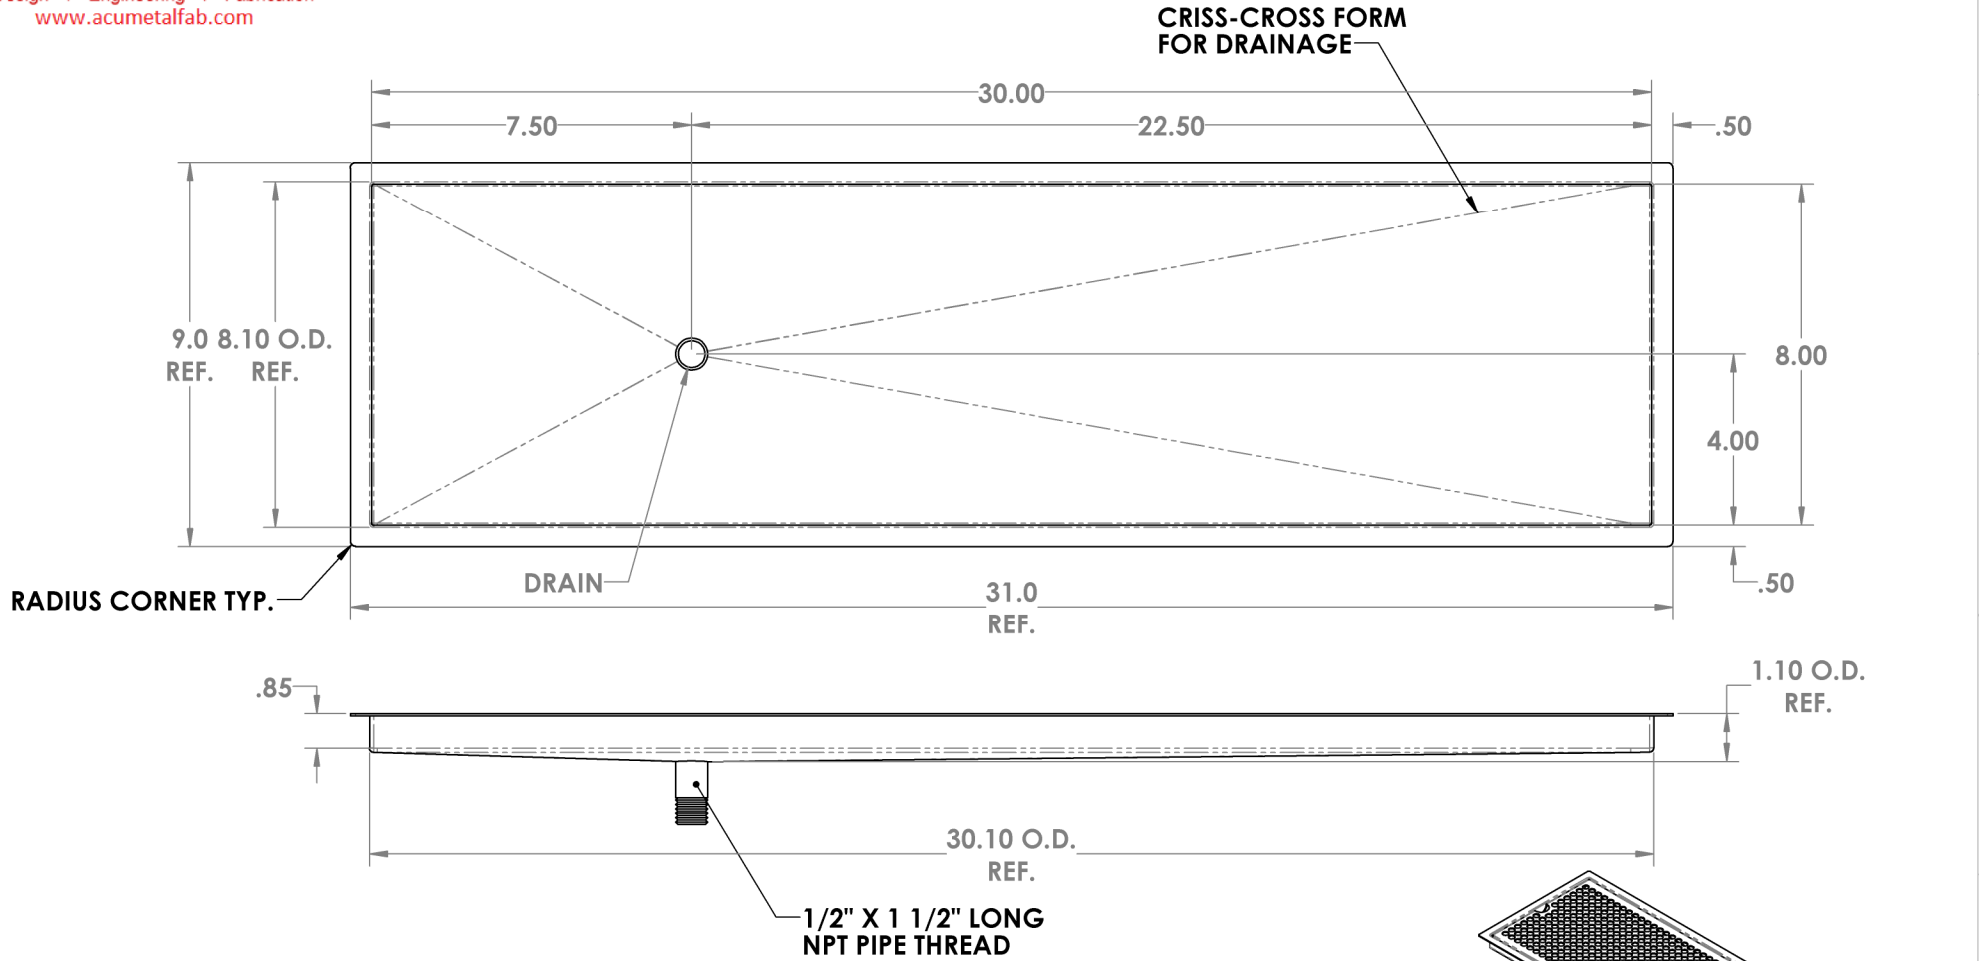 www.acumetalfab.com
CRISS-CROSS FORM
FOR DRAINAGE
30.00
7.50
22.50
.50
9.0
REF.
8.10 O.D.
REF.
8.00
4.00
.50
DRAIN
RADIUS CORNER TYP.
31.0
REF.
.85
1.10 O.D.
REF.
30.10 O.D.
REF.
1/2" X 1 1/2" LONG
NPT PIPE THREAD